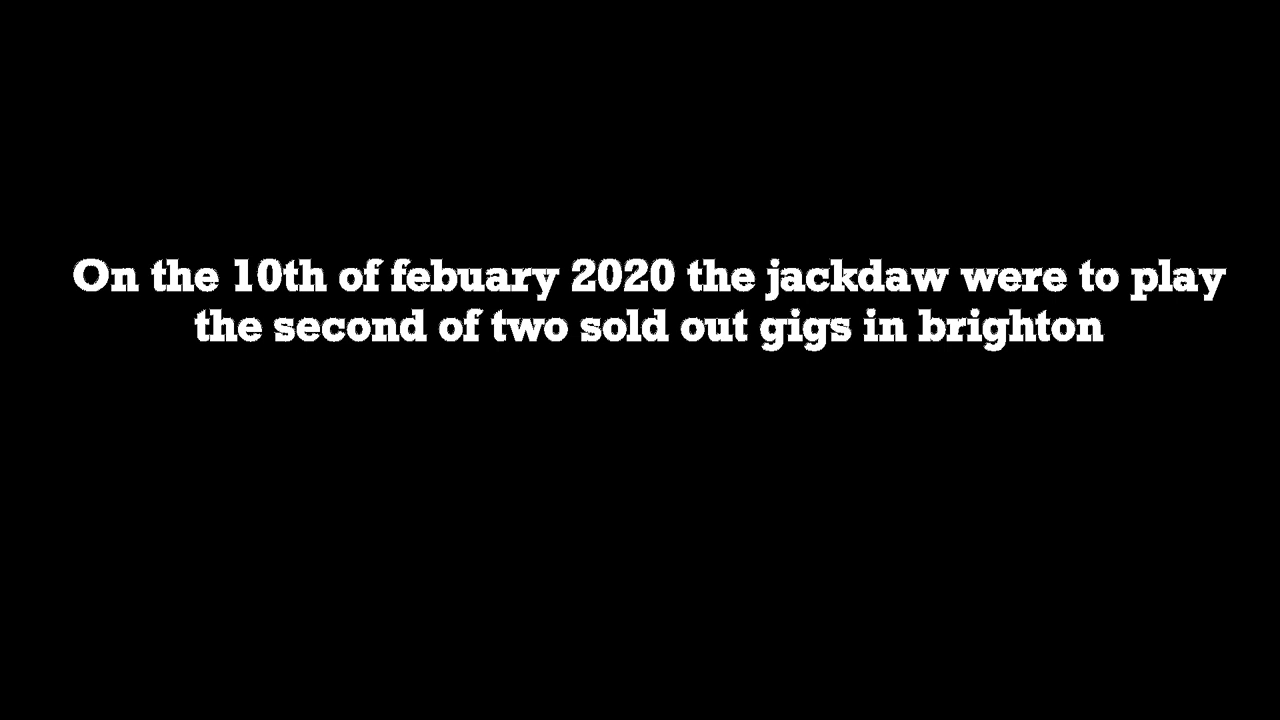 On the 10th of febuary 2020 the jackdaw were to play
the second of two sold out gigs in brighton